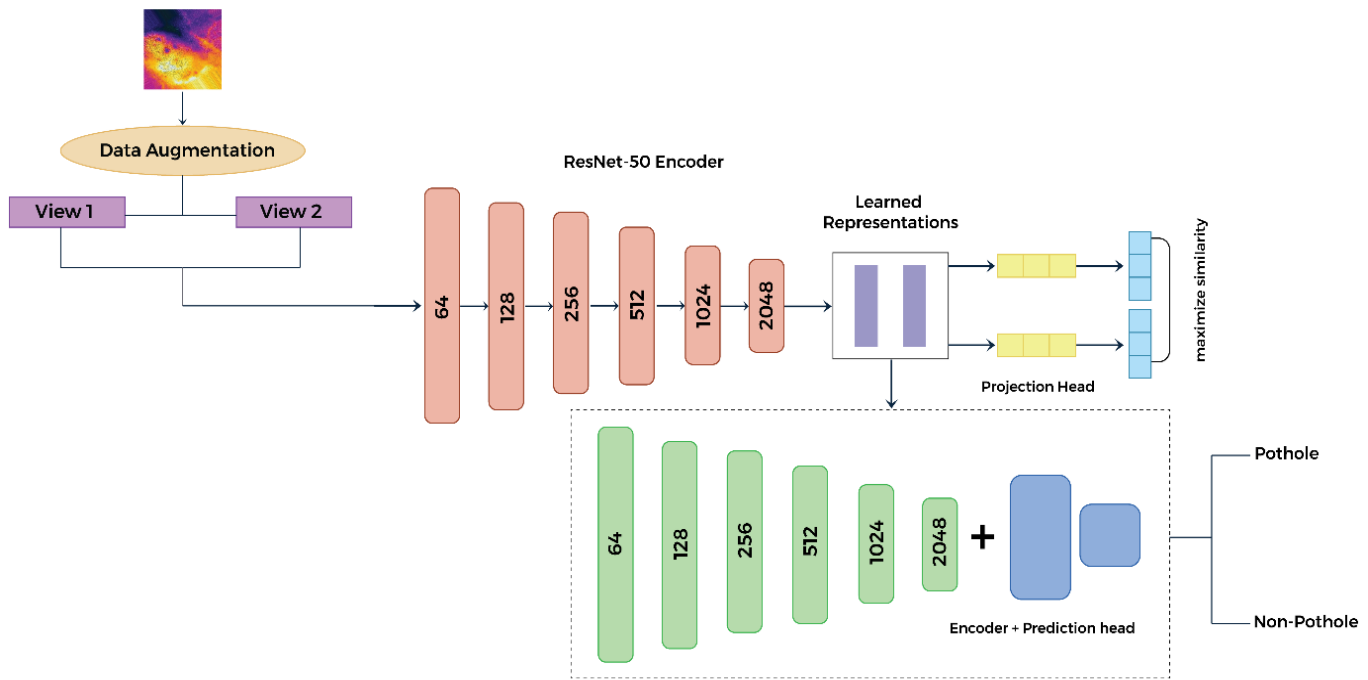 Data Augmentation
View 1
View 2
ResNet-50 Encoder
64
128
256
512
1024
2048
Learned
Representations
Projection Head
maximize similarity
64
128
256
512
1024
2048
+
Encoder + Prediction head
Pothole
Non-Pothole